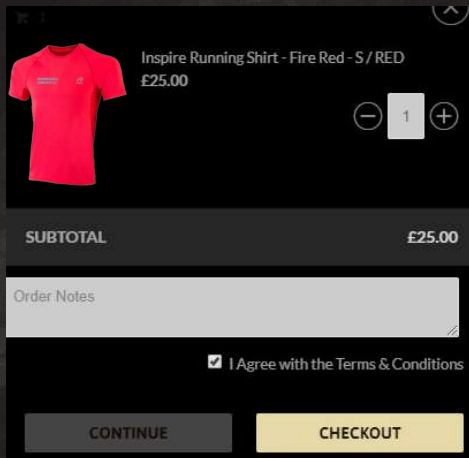 1
Inspire Running Shirt - Fire Red - S / RED
£25.00
1
SUBTOTAL
£25.00
Order Notes
I Agree with the Terms & Conditions
CONTINUE
CHECKOUT